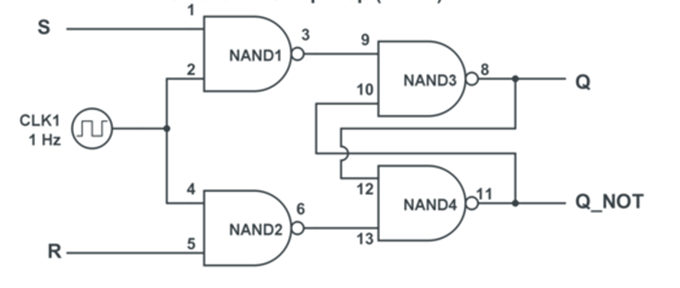 S
1
2
NAND1
3
9
10
NAND3
8
Q
CLK1
1 Hz
4
5
R
NAND2
6
12
13
NAND4
11
Q_NOT